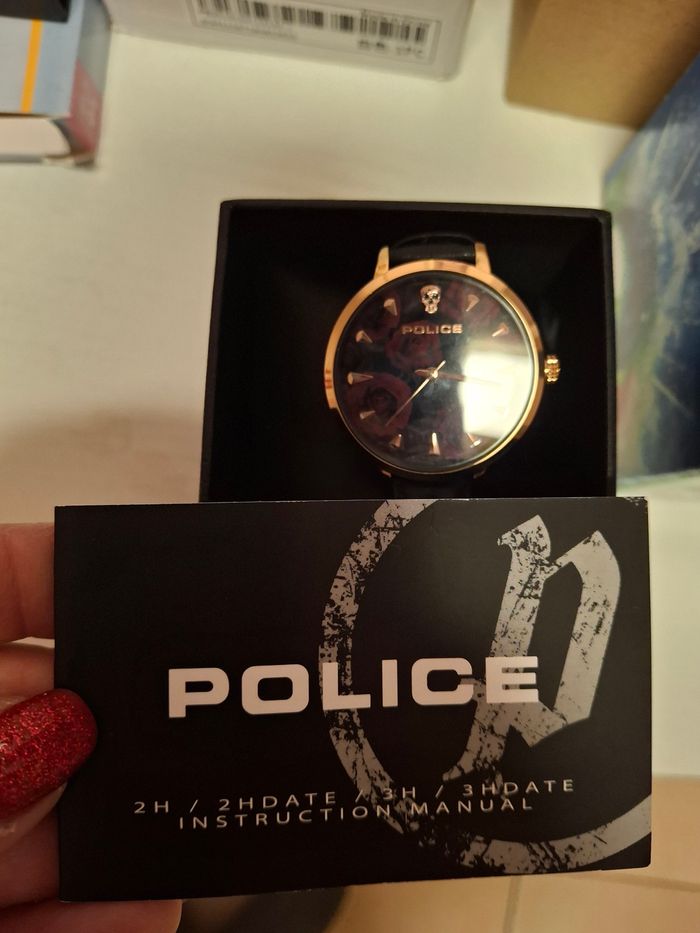 POLICE
POLICE
2H / 2HDATE / 3H / 3HDATE
INSTRUCTION MANUAL